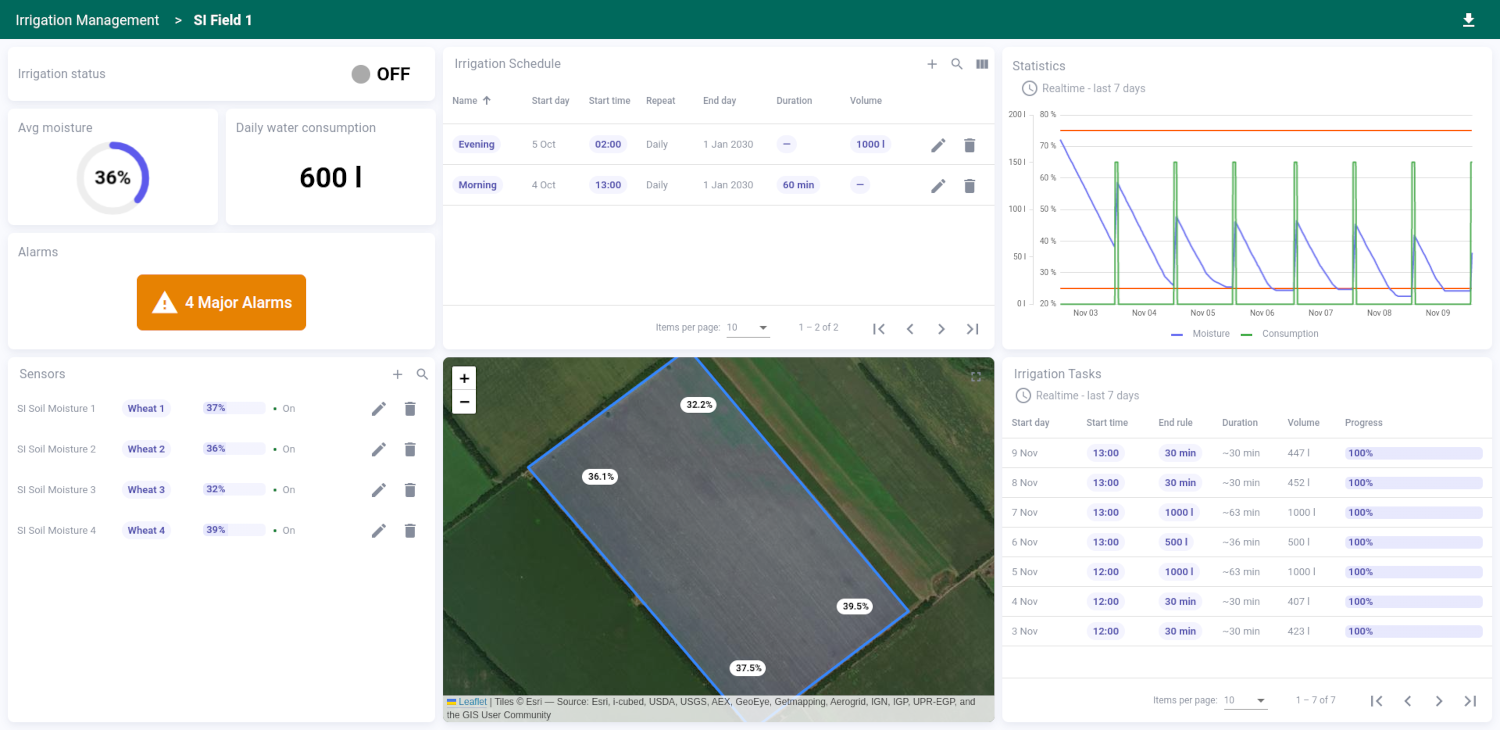 Irrigation Management > SI Field 1
Irrigation status
OFF
Avg moisture
36%
Daily water consumption
600 l
Alarms
4 Major Alarms
Sensors
SI Soil Moisture 1 Wheat 1 37% • On
SI Soil Moisture 2 Wheat 2 36% • On
SI Soil Moisture 3 Wheat 3 32% • On
SI Soil Moisture 4 Wheat 4 39% • On
Irrigation Schedule
Name Start day Start time Repeat End day Duration Volume
Evening 5 Oct 02:00 Daily 1 Jan 2030 – 1000 l
Morning 4 Oct 13:00 Daily 1 Jan 2030 60 min –
Items per page: 10 1 – 2 of 2
+
−
32.2%
36.1%
39.5%
37.5%
Leaflet | Tiles © Esri — Source: Esri, i-cubed, USDA, USGS, AEX, GeoEye, Getmapping, Aerogrid, IGN, IGP, UPR-EGP, and
the GIS User Community
Statistics
Realtime - last 7 days
200 l 80 %
70 %
150 l
60 %
100 l 50 %
40 %
50 l
30 %
0 l 20 %
Nov 03 Nov 04 Nov 05 Nov 06 Nov 07 Nov 08 Nov 09
Moisture Consumption
Irrigation Tasks
Realtime - last 7 days
Start day Start time End rule Duration Volume Progress
9 Nov 13:00 30 min ~30 min 447 l 100%
8 Nov 13:00 30 min ~30 min 452 l 100%
7 Nov 13:00 1000 l ~63 min 1000 l 100%
6 Nov 13:00 500 l ~36 min 500 l 100%
5 Nov 12:00 1000 l ~63 min 1000 l 100%
4 Nov 12:00 30 min ~30 min 407 l 100%
3 Nov 12:00 30 min ~30 min 423 l 100%
Items per page: 10 1 – 7 of 7